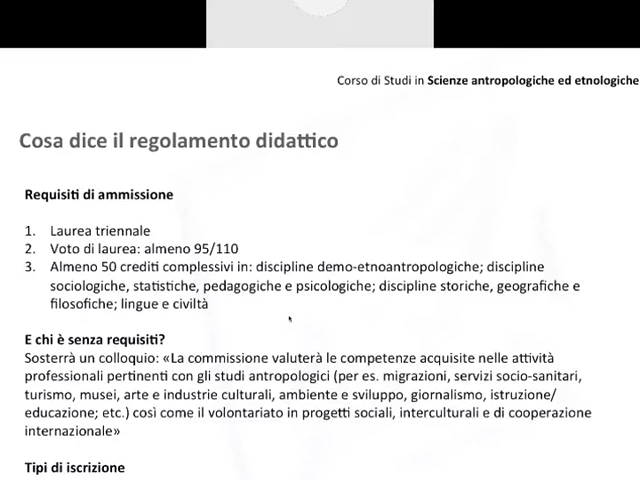 Corso di Studi in Scienze antropologiche ed etnologiche
Cosa dice il regolamento didattico
Requisiti di ammissione
1. Laurea triennale
2. Voto di laurea: almeno 95/110
3. Almeno 50 crediti complessivi in: discipline demo-etnoantropologiche; discipline
sociologiche, statistiche, pedagogiche e psicologiche; discipline storiche, geografiche e
filosofiche; lingue e civiltà
E chi è senza requisiti?
Sosterrà un colloquio: «La commissione valuterà le competenze acquisite nelle attività
professionali pertinenti con gli studi antropologici (per es. migrazioni, servizi socio-sanitari,
turismo, musei, arte e industrie culturali, ambiente e sviluppo, giornalismo, istruzione/
educazione; etc.) così come il volontariato in progetti sociali, interculturali e di cooperazione
internazionale»
Tipi di iscrizione